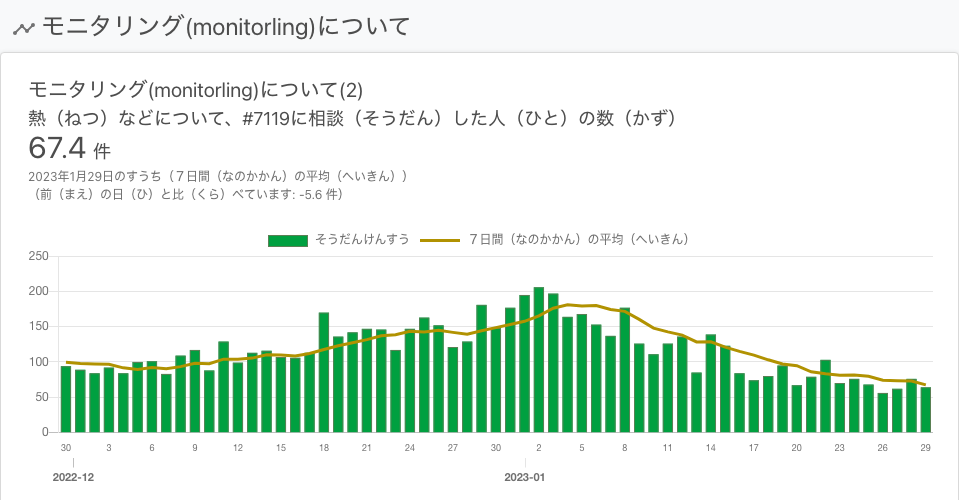 モニタリング(monitorling)について
モニタリング(monitorling)について(2)
熱（ねつ）などについて、#7119に相談（そうだん）した人（ひと）の数（かず）
67.4 件
2023年1月29日のすうち（７日間（なのかかん）の平均（へいきん））
（前（まえ）の日（ひ）と比（くら）べています: -5.6 件）
そうだんけんすう ７日間（なのかかん）の平均（へいきん）
250
200
150
100
50
0
30 3 6 9 12 15 18 21 24 27 30 2 5 8 11 14 17 20 23 26 29
2022-12 2023-01